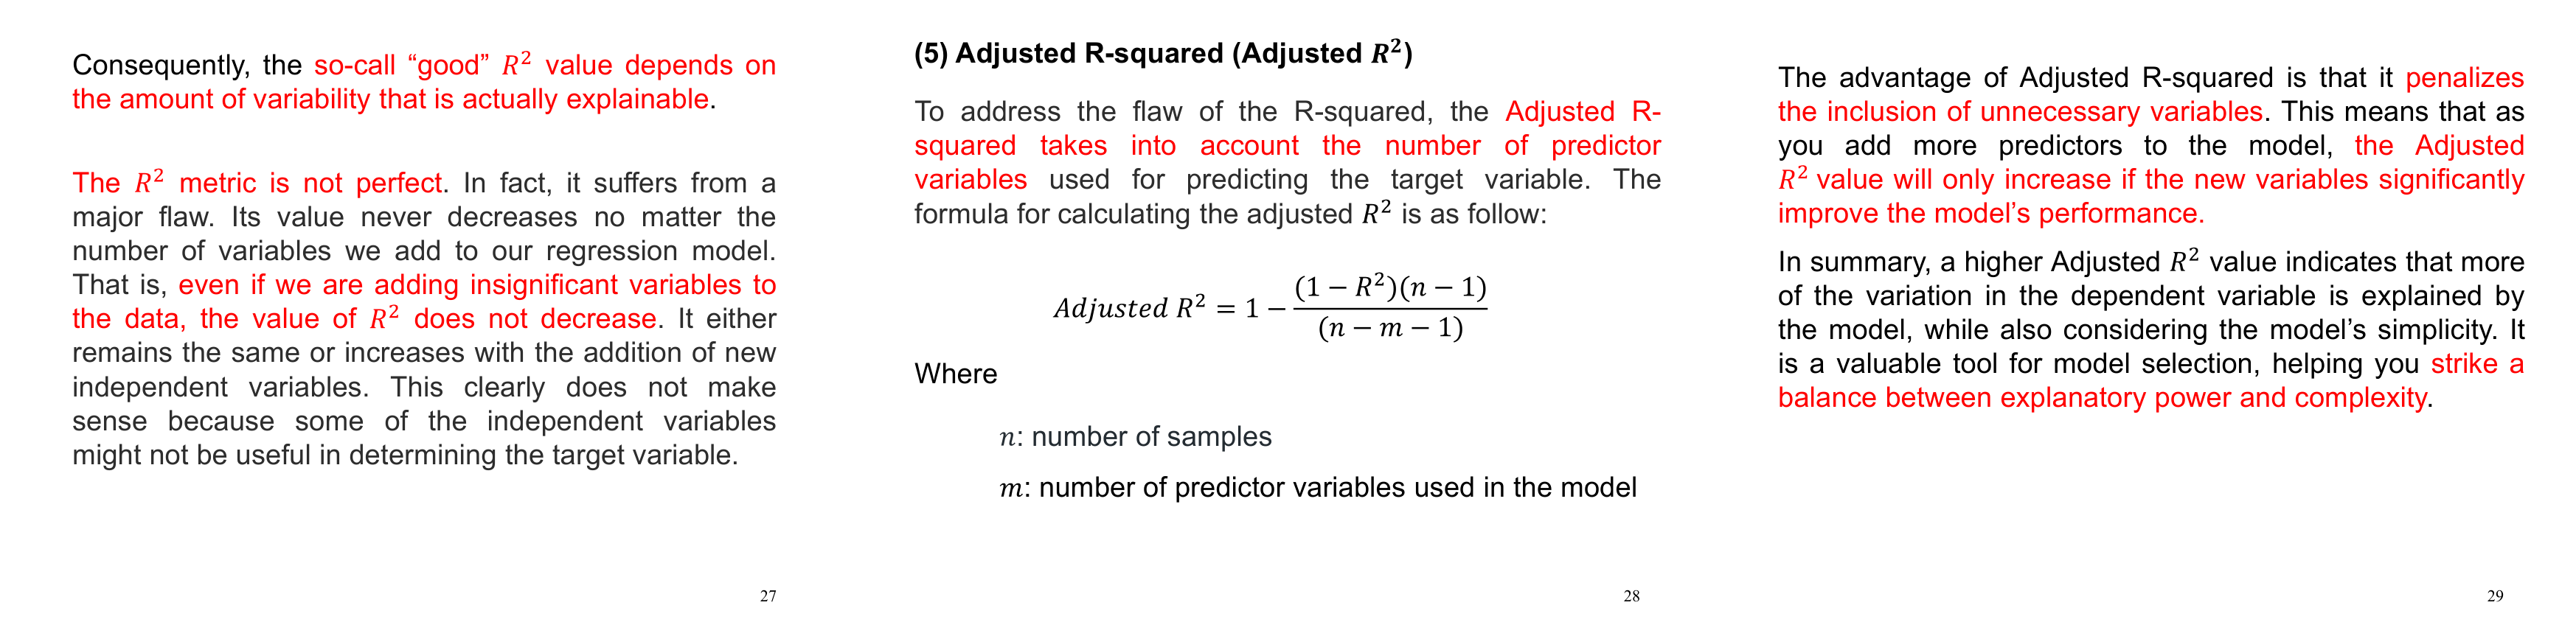 Consequently, the so-call “good” R² value depends on
the amount of variability that is actually explainable.
The R² metric is not perfect. In fact, it suffers from a
major flaw. Its value never decreases no matter the
number of variables we add to our regression model.
That is, even if we are adding insignificant variables to
the data, the value of R² does not decrease. It either
remains the same or increases with the addition of new
independent variables. This clearly does not make
sense because some of the independent variables
might not be useful in determining the target variable.
27
(5) Adjusted R-squared (Adjusted R²)
To address the flaw of the R-squared, the Adjusted R-
squared takes into account the number of predictor
variables used for predicting the target variable. The
formula for calculating the adjusted R² is as follow:
Adjusted R² = 1 − (1 − R²)(n − 1)
(n − m − 1)
Where
n: number of samples
m: number of predictor variables used in the model
28
The advantage of Adjusted R-squared is that it penalizes
the inclusion of unnecessary variables. This means that as
you add more predictors to the model, the Adjusted
R² value will only increase if the new variables significantly
improve the model’s performance.
In summary, a higher Adjusted R² value indicates that more
of the variation in the dependent variable is explained by
the model, while also considering the model’s simplicity. It
is a valuable tool for model selection, helping you strike a
balance between explanatory power and complexity.
29